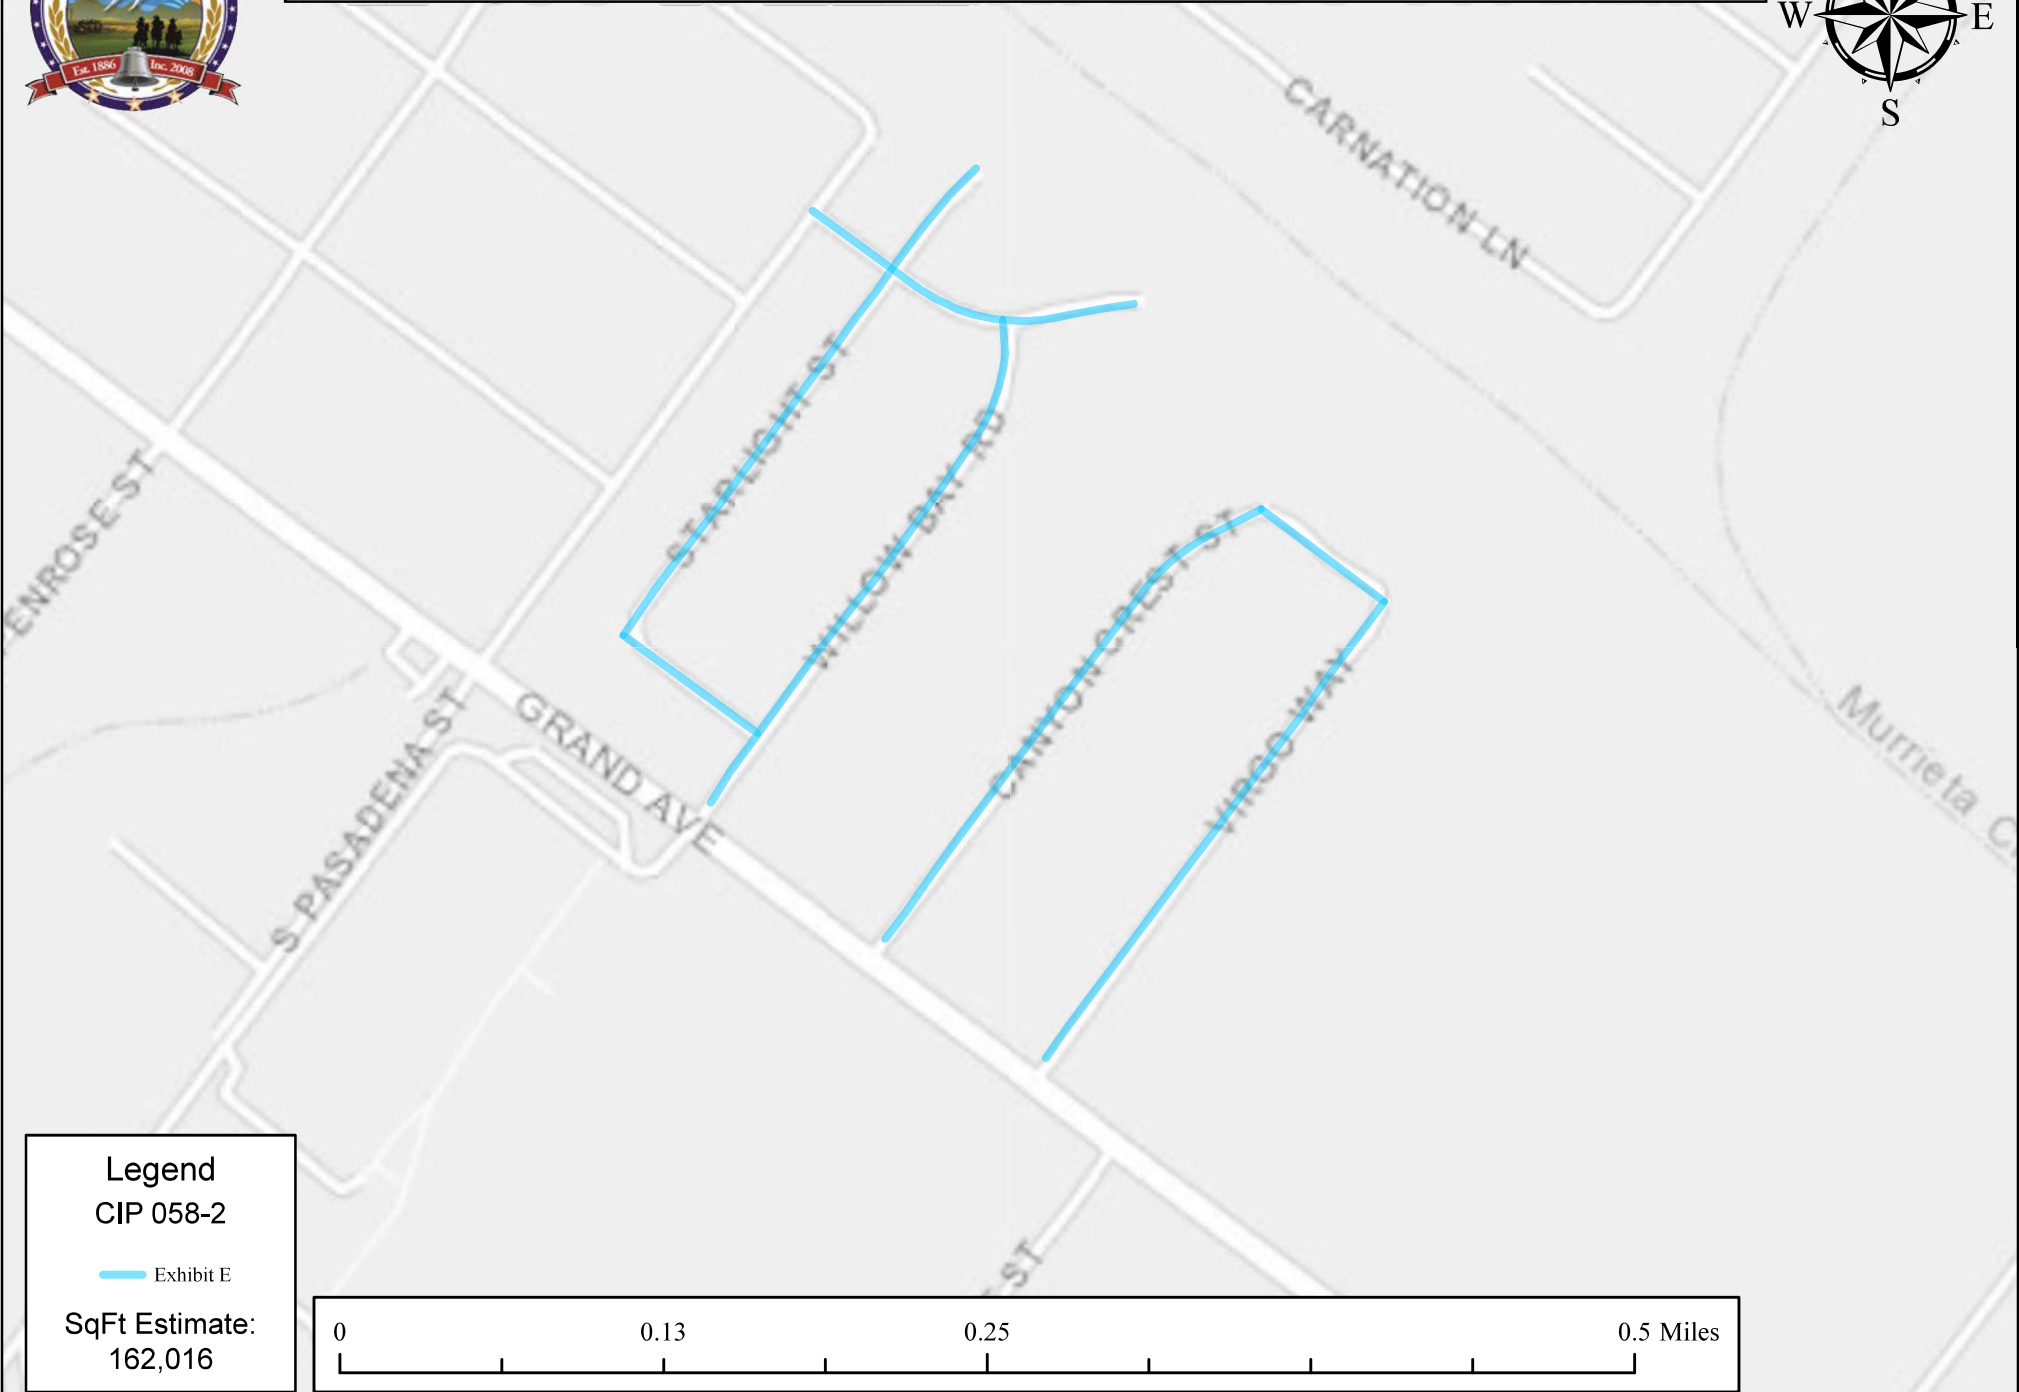 Est. 1886
Inc. 2008
W
E
S
CARNATION LN
STARLIGHT ST
WILLOW BAY RD
ENROSE ST
CANYON CREST ST
VIRGO WAY
Murrieta C
S PASADENA ST
GRAND AVE
ST
Legend
CIP 058-2
Exhibit E
SqFt Estimate:
162,016
0
0.13
0.25
0.5 Miles